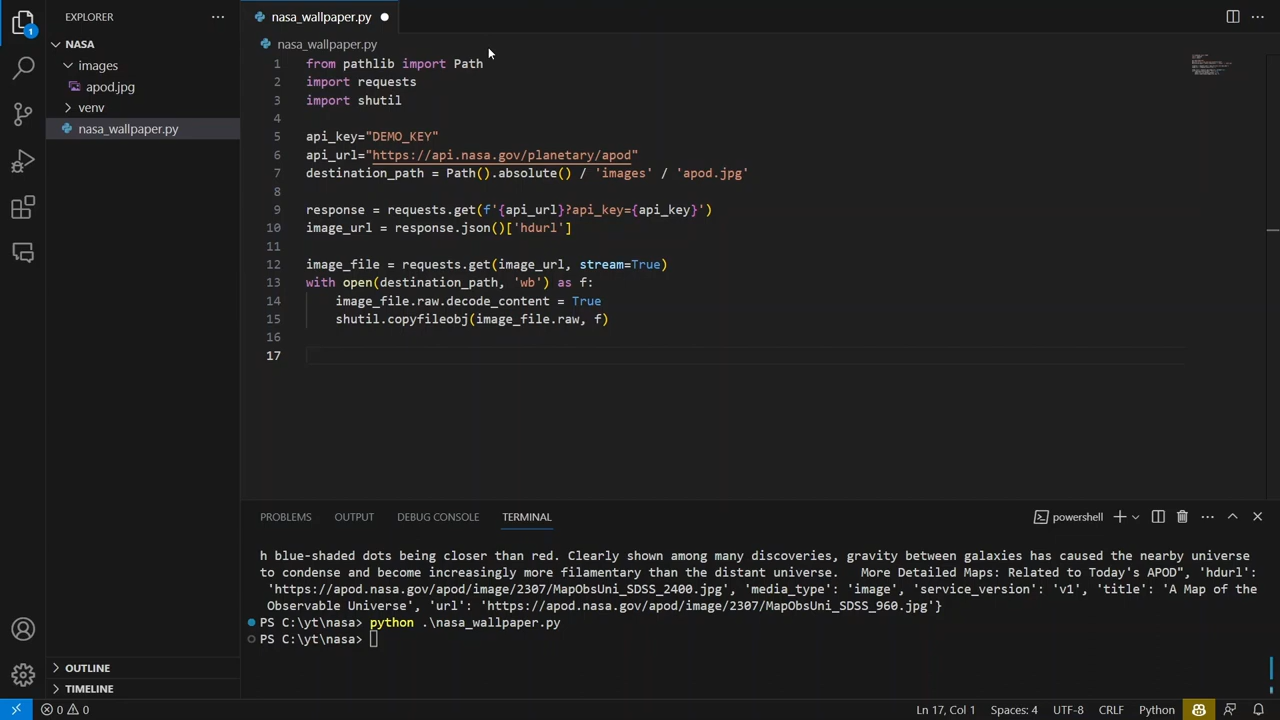 EXPLORER
nasa_wallpaper.py
1
NASA
images
apod.jpg
venv
nasa_wallpaper.py
nasa_wallpaper.py
1 from pathlib import Path
2 import requests
3 import shutil
4
5 api_key="DEMO_KEY"
6 api_url="https://api.nasa.gov/planetary/apod"
7 destination_path = Path().absolute() / 'images' / 'apod.jpg'
8
9 response = requests.get(f'{api_url}?api_key={api_key}')
10 image_url = response.json()['hdurl']
11
12 image_file = requests.get(image_url, stream=True)
13 with open(destination_path, 'wb') as f:
14 image_file.raw.decode_content = True
15 shutil.copyfileobj(image_file.raw, f)
16
17
PROBLEMS OUTPUT DEBUG CONSOLE TERMINAL powershell
h blue-shaded dots being closer than red. Clearly shown among many discoveries, gravity between galaxies has caused the nearby universe
to condense and become increasingly more filamentary than the distant universe.   More Detailed Maps: Related to Today's APOD", 'hdurl':
'https://apod.nasa.gov/apod/image/2307/MapObsUni_SDSS_2400.jpg', 'media_type': 'image', 'service_version': 'v1', 'title': 'A Map of the
Observable Universe', 'url': 'https://apod.nasa.gov/apod/image/2307/MapObsUni_SDSS_960.jpg'}
PS C:\yt\nasa> python .\nasa_wallpaper.py
PS C:\yt\nasa>
OUTLINE
TIMELINE
0 0 Ln 17, Col 1 Spaces: 4 UTF-8 CRLF Python